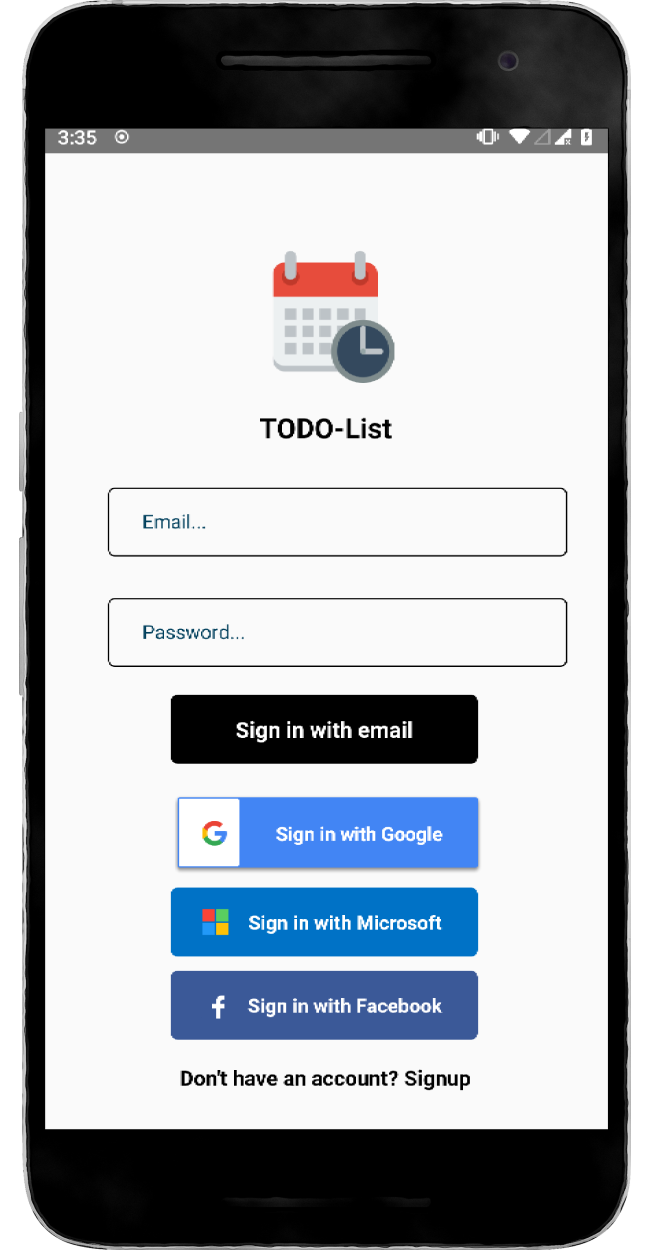 3:35
TODO-List
Email...
Password...
Sign in with email
G Sign in with Google
Sign in with Microsoft
f Sign in with Facebook
Don't have an account? Signup